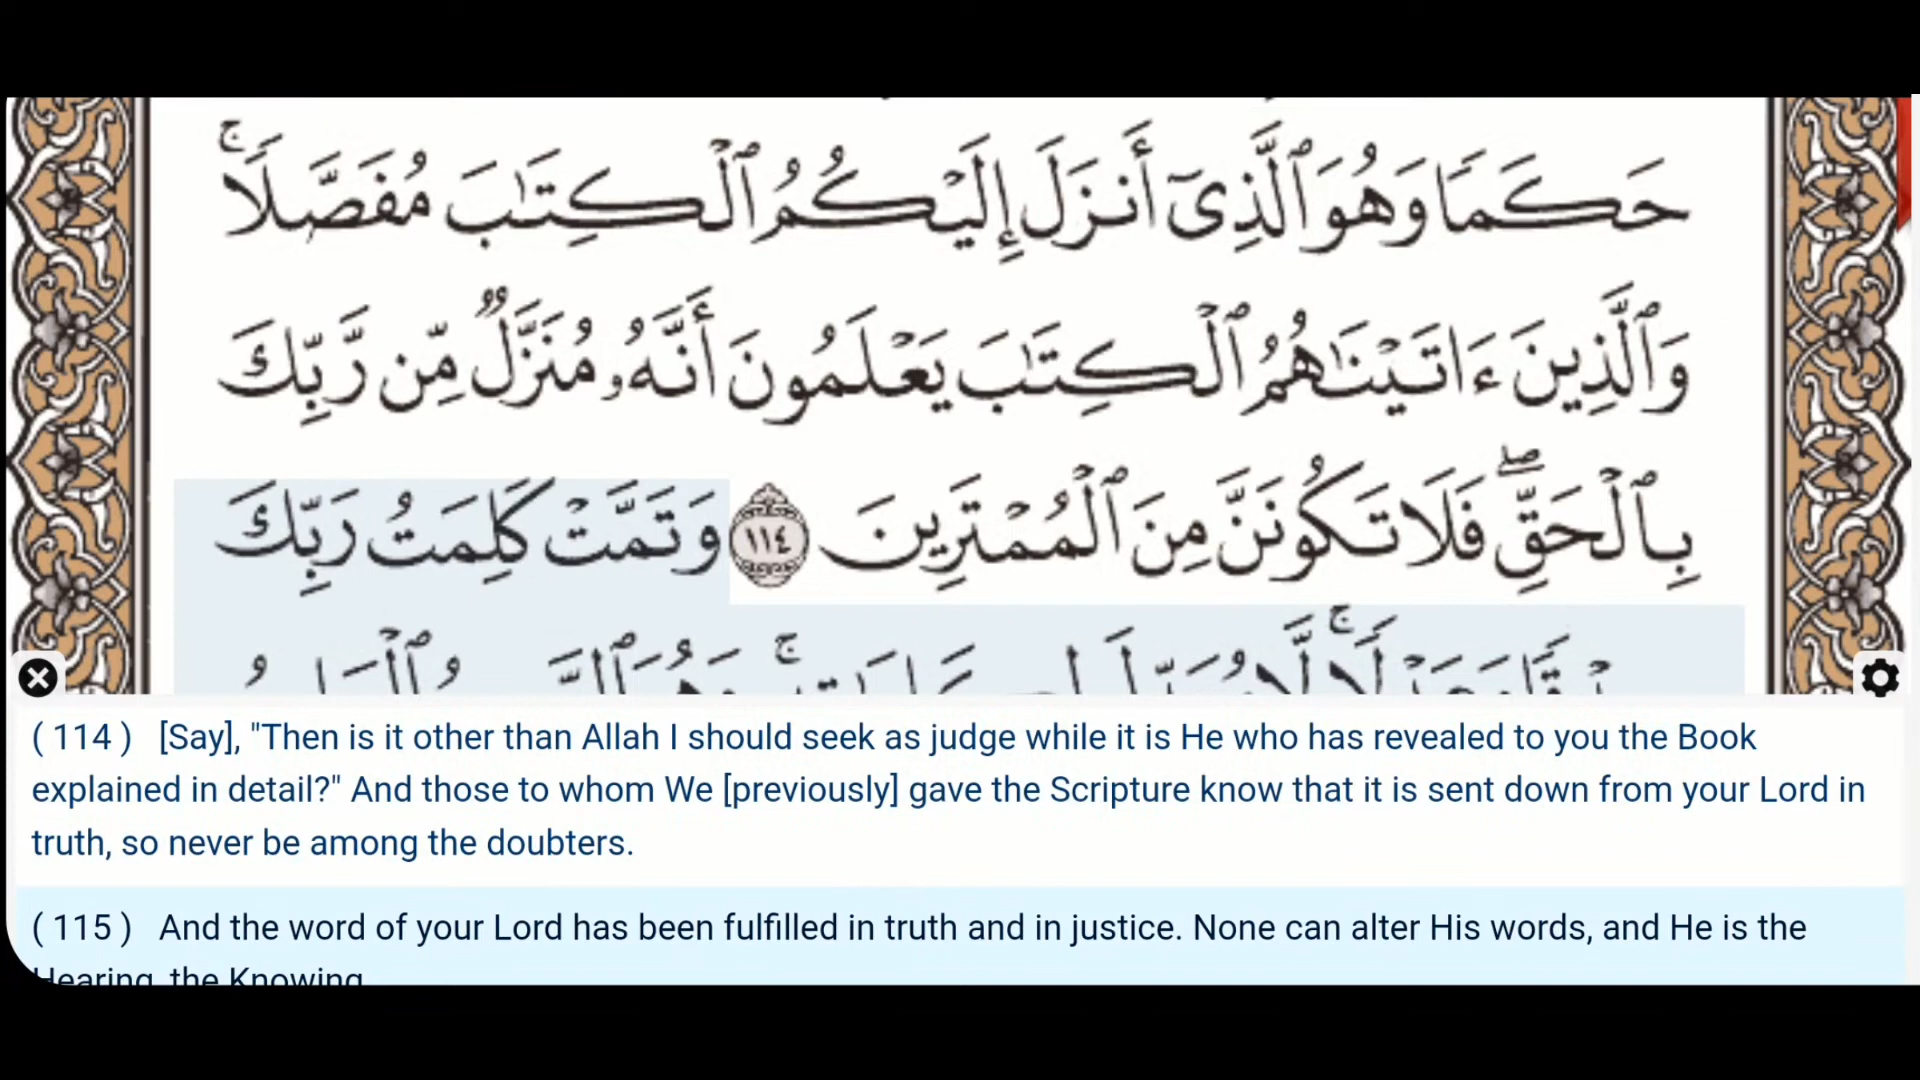 حَكَمًا وَهُوَ ٱلَّذِىٓ أَنزَلَ إِلَيْكُمُ ٱلْكِتَٰبَ مُفَصَّلًا ۚ
وَٱلَّذِينَ ءَاتَيْنَٰهُمُ ٱلْكِتَٰبَ يَعْلَمُونَ أَنَّهُۥ مُنَزَّلٌ مِّن رَّبِّكَ
بِٱلْحَقِّ ۖ فَلَا تَكُونَنَّ مِنَ ٱلْمُمْتَرِينَ ١١٤ وَتَمَّتْ كَلِمَتُ رَبِّكَ
( 114 ) [Say], "Then is it other than Allah I should seek as judge while it is He who has revealed to you the Book
explained in detail?" And those to whom We [previously] gave the Scripture know that it is sent down from your Lord in
truth, so never be among the doubters.
( 115 ) And the word of your Lord has been fulfilled in truth and in justice. None can alter His words, and He is the
Hearing, the Knowing